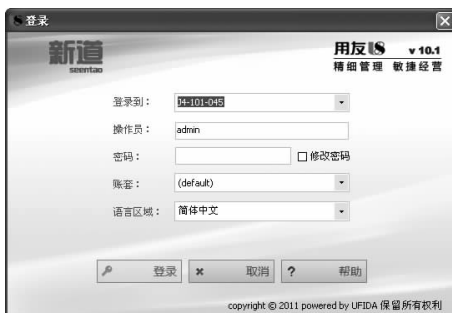 登录
新道
seentao
用友U8 v 10.1
精细管理 敏捷经营
登录到： J4-101-045
操作员： admin
密码： 修改密码
账套： (default)
语言区域： 简体中文
登录 取消 ? 帮助
copyright © 2011 powered by UFIDA 保留所有权利